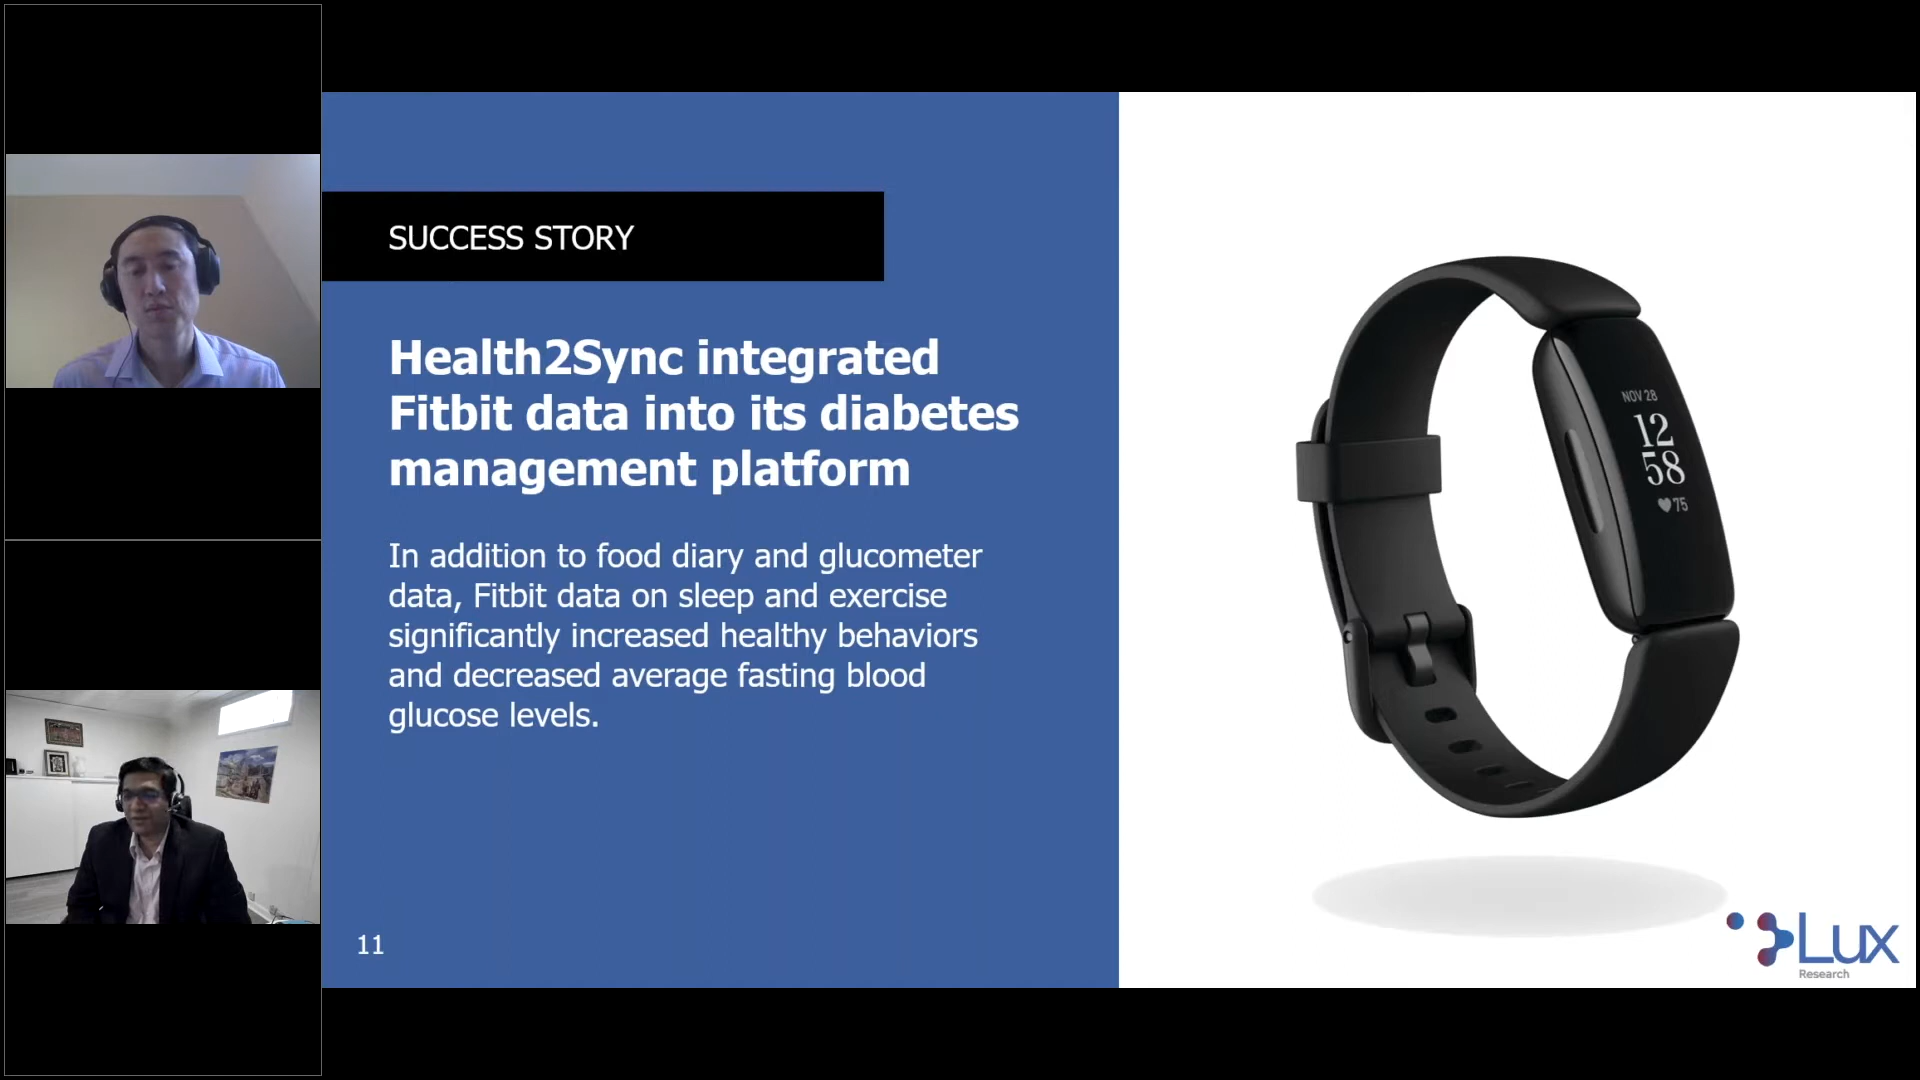 SUCCESS STORY
Health2Sync integrated
Fitbit data into its diabetes
management platform
In addition to food diary and glucometer
data, Fitbit data on sleep and exercise
significantly increased healthy behaviors
and decreased average fasting blood
glucose levels.
11
NOV 28
12
58
75
Lux
Research